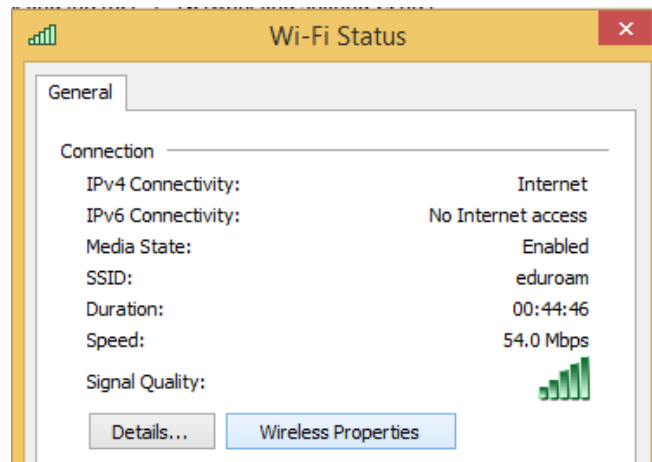 Wi-Fi Status
General
Connection
IPv4 Connectivity: Internet
IPv6 Connectivity: No Internet access
Media State: Enabled
SSID: eduroam
Duration: 00:44:46
Speed: 54.0 Mbps
Signal Quality:
Details... Wireless Properties